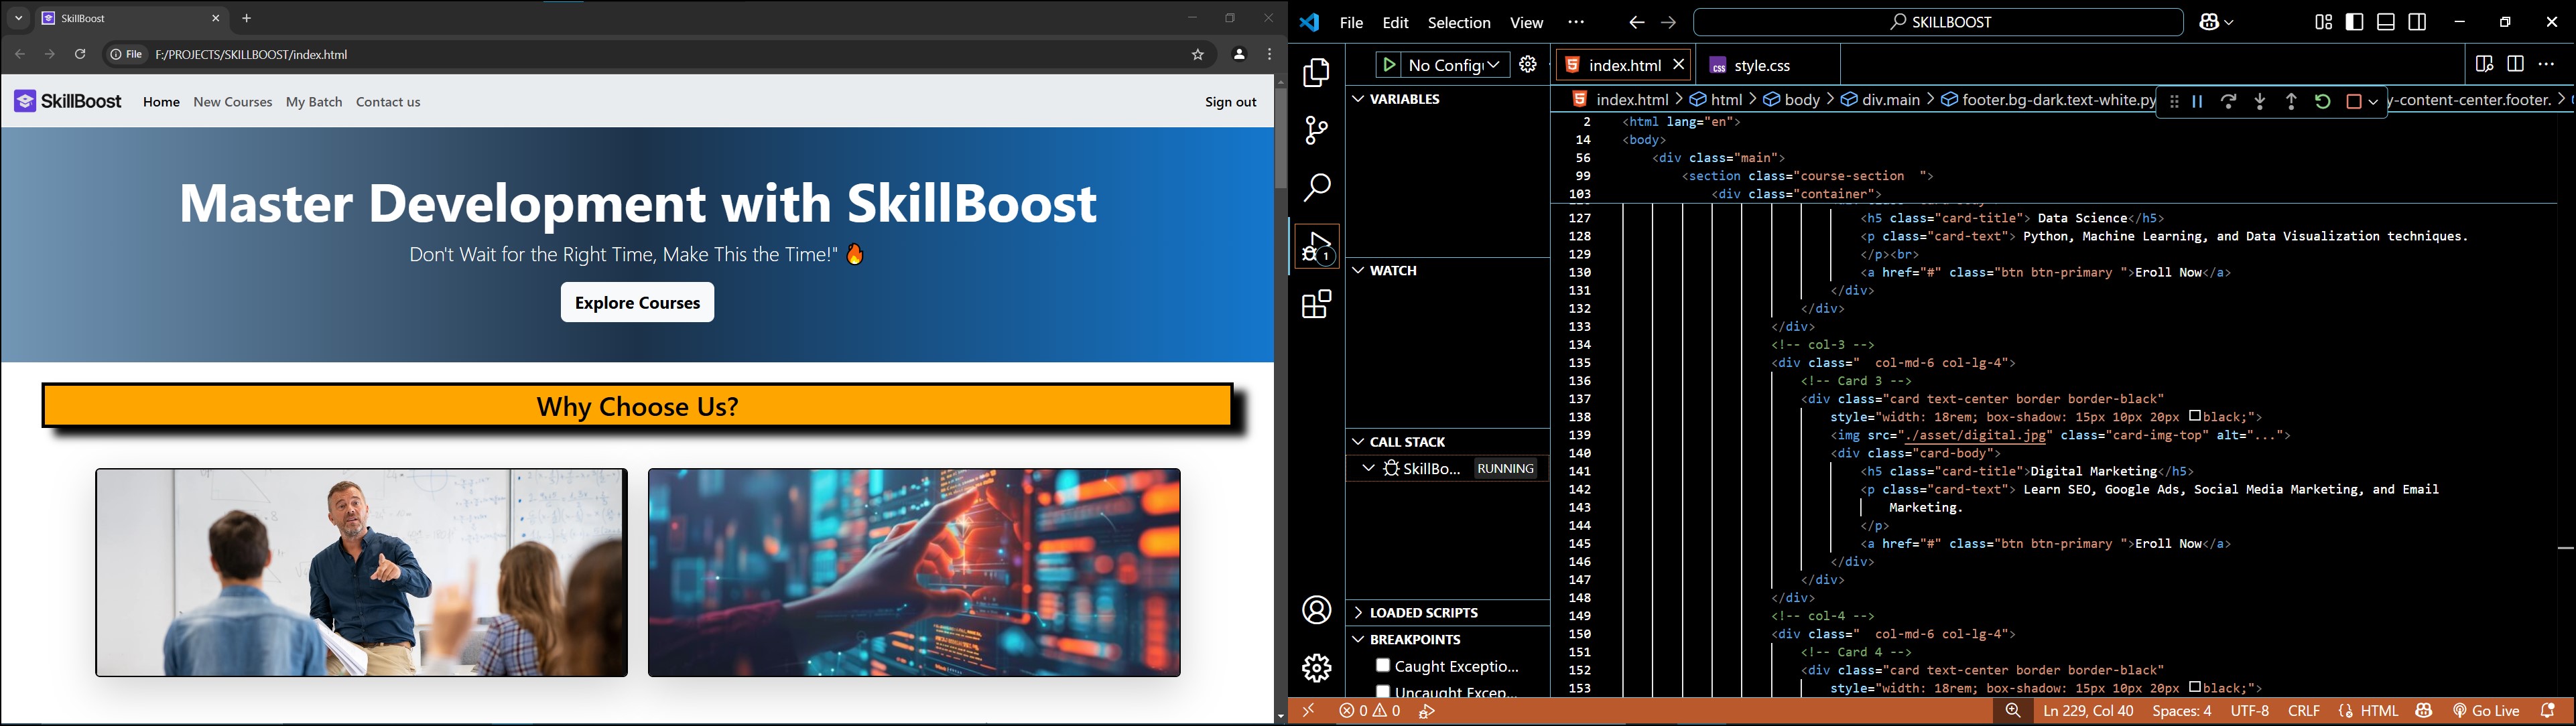 SkillBoost
File F:/PROJECTS/SKILLBOOST/index.html
SkillBoost Home New Courses My Batch Contact us Sign out
Master Development with SkillBoost
Don't Wait for the Right Time, Make This the Time!" 🔥
Explore Courses
Why Choose Us?
File Edit Selection View ··· SKILLBOOST
No Config
VARIABLES
WATCH
CALL STACK
SkillBo... RUNNING
LOADED SCRIPTS
BREAKPOINTS
Caught Exceptio...
Uncaught Excep...
1
index.html style.css
index.html > html > body > div.main > footer.bg-dark.text-white.py y-content-center.footer. >
2 <html lang="en">
14 <body>
56 <div class="main">
99 <section class="course-section  ">
103 <div class="container">
127 <h5 class="card-title"> Data Science</h5>
128 <p class="card-text"> Python, Machine Learning, and Data Visualization techniques.
129 </p><br>
130 <a href="#" class="btn btn-primary ">Eroll Now</a>
131 </div>
132 </div>
133 </div>
134 <!-- col-3 -->
135 <div class="  col-md-6 col-lg-4">
136 <!-- Card 3 -->
137 <div class="card text-center border border-black"
138 style="width: 18rem; box-shadow: 15px 10px 20px black;">
139 <img src="./asset/digital.jpg" class="card-img-top" alt="...">
140 <div class="card-body">
141 <h5 class="card-title">Digital Marketing</h5>
142 <p class="card-text"> Learn SEO, Google Ads, Social Media Marketing, and Email
143 Marketing.
144 </p>
145 <a href="#" class="btn btn-primary ">Eroll Now</a>
146 </div>
147 </div>
148 </div>
149 <!-- col-4 -->
150 <div class="  col-md-6 col-lg-4">
151 <!-- Card 4 -->
152 <div class="card text-center border border-black"
153 style="width: 18rem; box-shadow: 15px 10px 20px black;">
0 0 Ln 229, Col 40 Spaces: 4 UTF-8 CRLF {} HTML Go Live